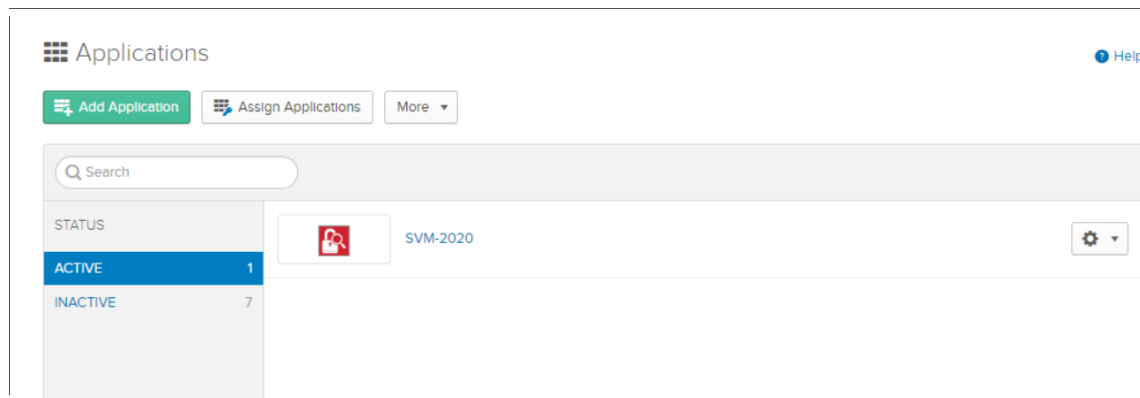 Applications
Help
Add Application
Assign Applications
More
Search
STATUS
SVM-2020
ACTIVE 1
INACTIVE 7